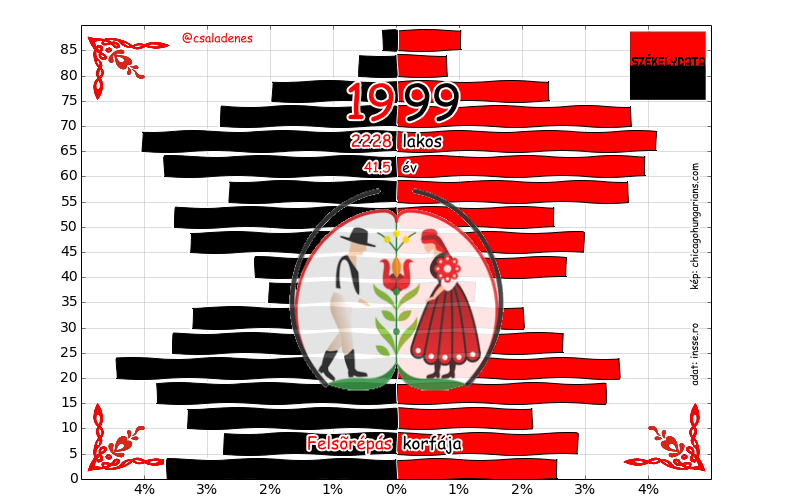 @csaladenes
SZÉKELYDATA
1999
2228 lakos
41.5 év
kép: chicagohungarians.com
adat: insse.ro
Felsőrépás korfája
85
80
75
70
65
60
55
50
45
40
35
30
25
20
15
10
5
0
4% 3% 2% 1% 0% 1% 2% 3% 4%